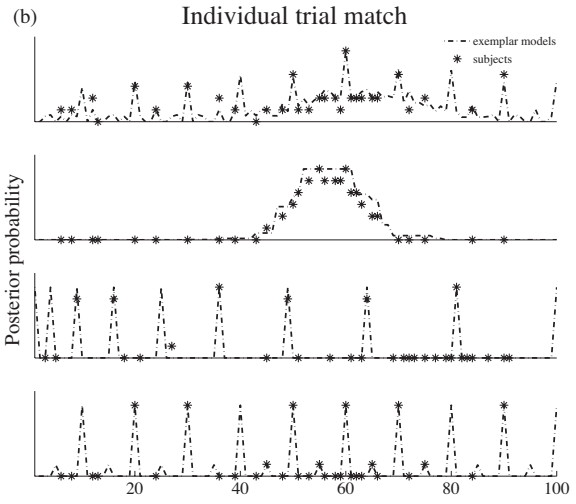 (b)
Individual trial match
exemplar models
subjects
Posterior probability
20 40 60 80 100